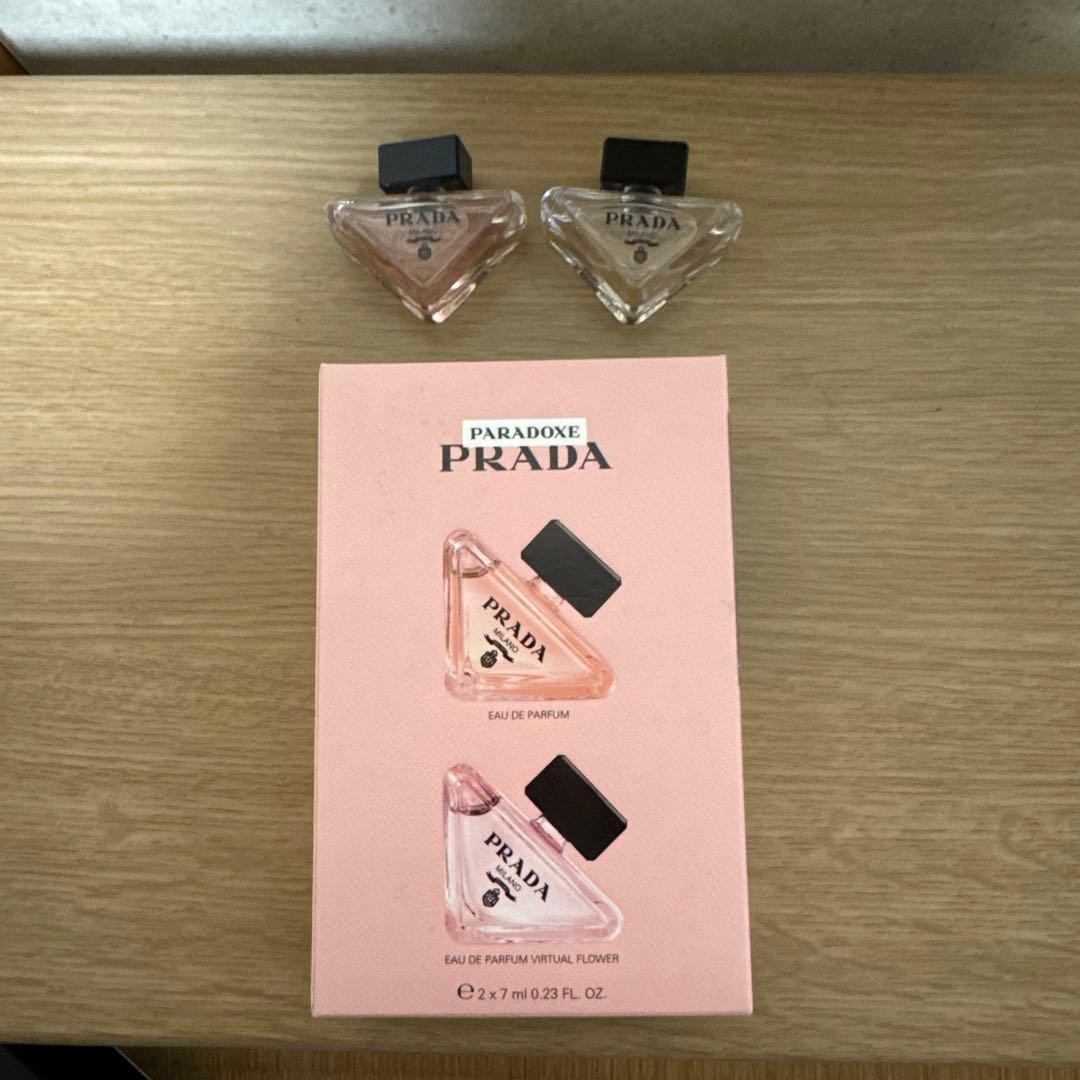 PRADA
MILANO
PRADA
MILANO
PARADOXE
PRADA
PRADA
MILANO
EAU DE PARFUM
PRADA
MILANO
EAU DE PARFUM VIRTUAL FLOWER
℮ 2 x 7 ml 0.23 FL. OZ.